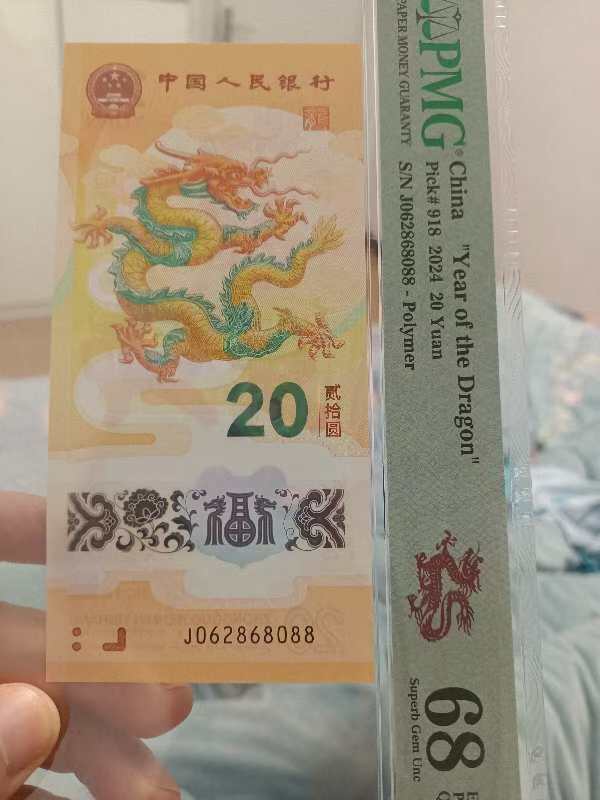 中国人民银行
20
贰拾圆
福
J062868088
PMG
PAPER MONEY GUARANTY
China "Year of the Dragon"
Pick# 918 2024 20 Yuan
S/N J062868088 - Polymer
68
Superb Gem Unc